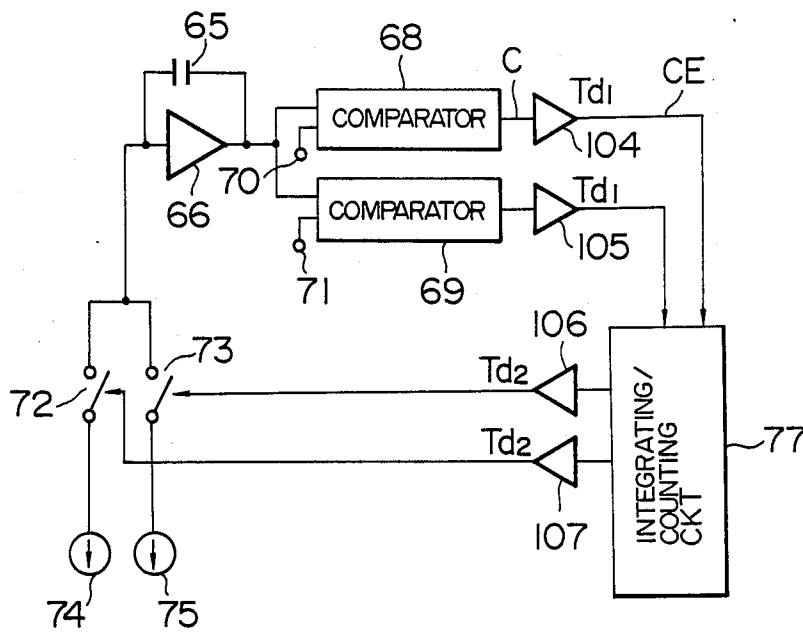 65
68
C
Td1
CE
COMPARATOR
66
70
104
Td1
COMPARATOR
71
69
105
73
106
72
Td2
Td2
107
INTEGRATING/
COUNTING
CKT
77
74
75